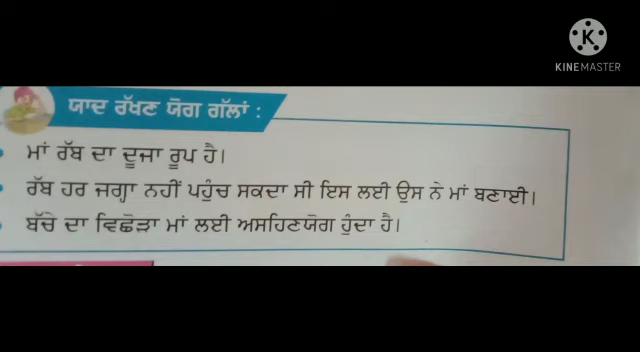 KINEMASTER
ਯਾਦ ਰੱਖਣ ਯੋਗ ਗੱਲਾਂ :
ਮਾਂ ਰੱਬ ਦਾ ਦੂਜਾ ਰੂਪ ਹੈ।
ਰੱਬ ਹਰ ਜਗ੍ਹਾ ਨਹੀਂ ਪਹੁੰਚ ਸਕਦਾ ਸੀ ਇਸ ਲਈ ਉਸ ਨੇ ਮਾਂ ਬਣਾਈ।
ਬੱਚੇ ਦਾ ਵਿਛੋੜਾ ਮਾਂ ਲਈ ਅਸਹਿਣਯੋਗ ਹੁੰਦਾ ਹੈ।